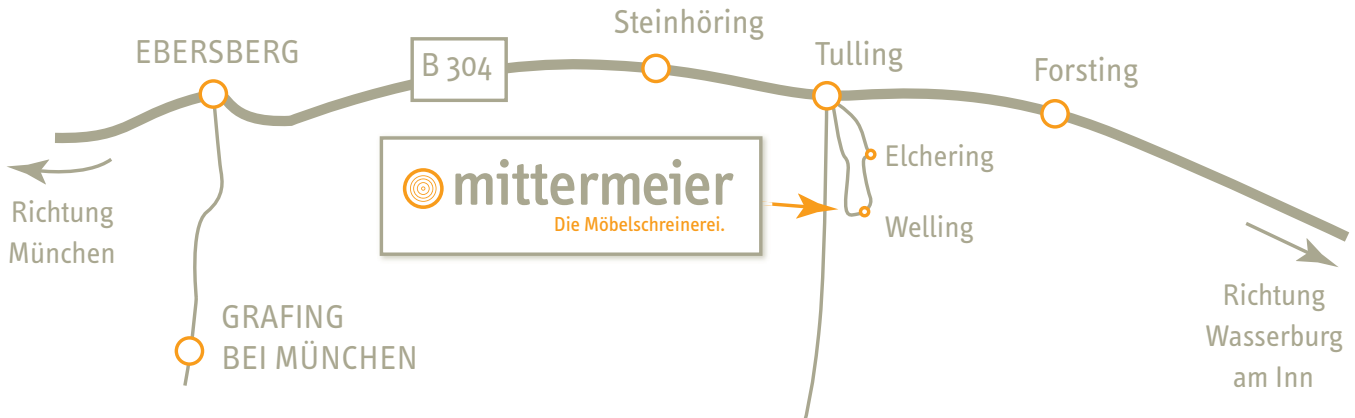 Steinhöring
EBERSBERG
B 304
Tulling
Forsting
mittermeier
Die Möbelschreinerei.
Elchering
Welling
Richtung
München
GRAFING
BEI MÜNCHEN
Richtung
Wasserburg
am Inn